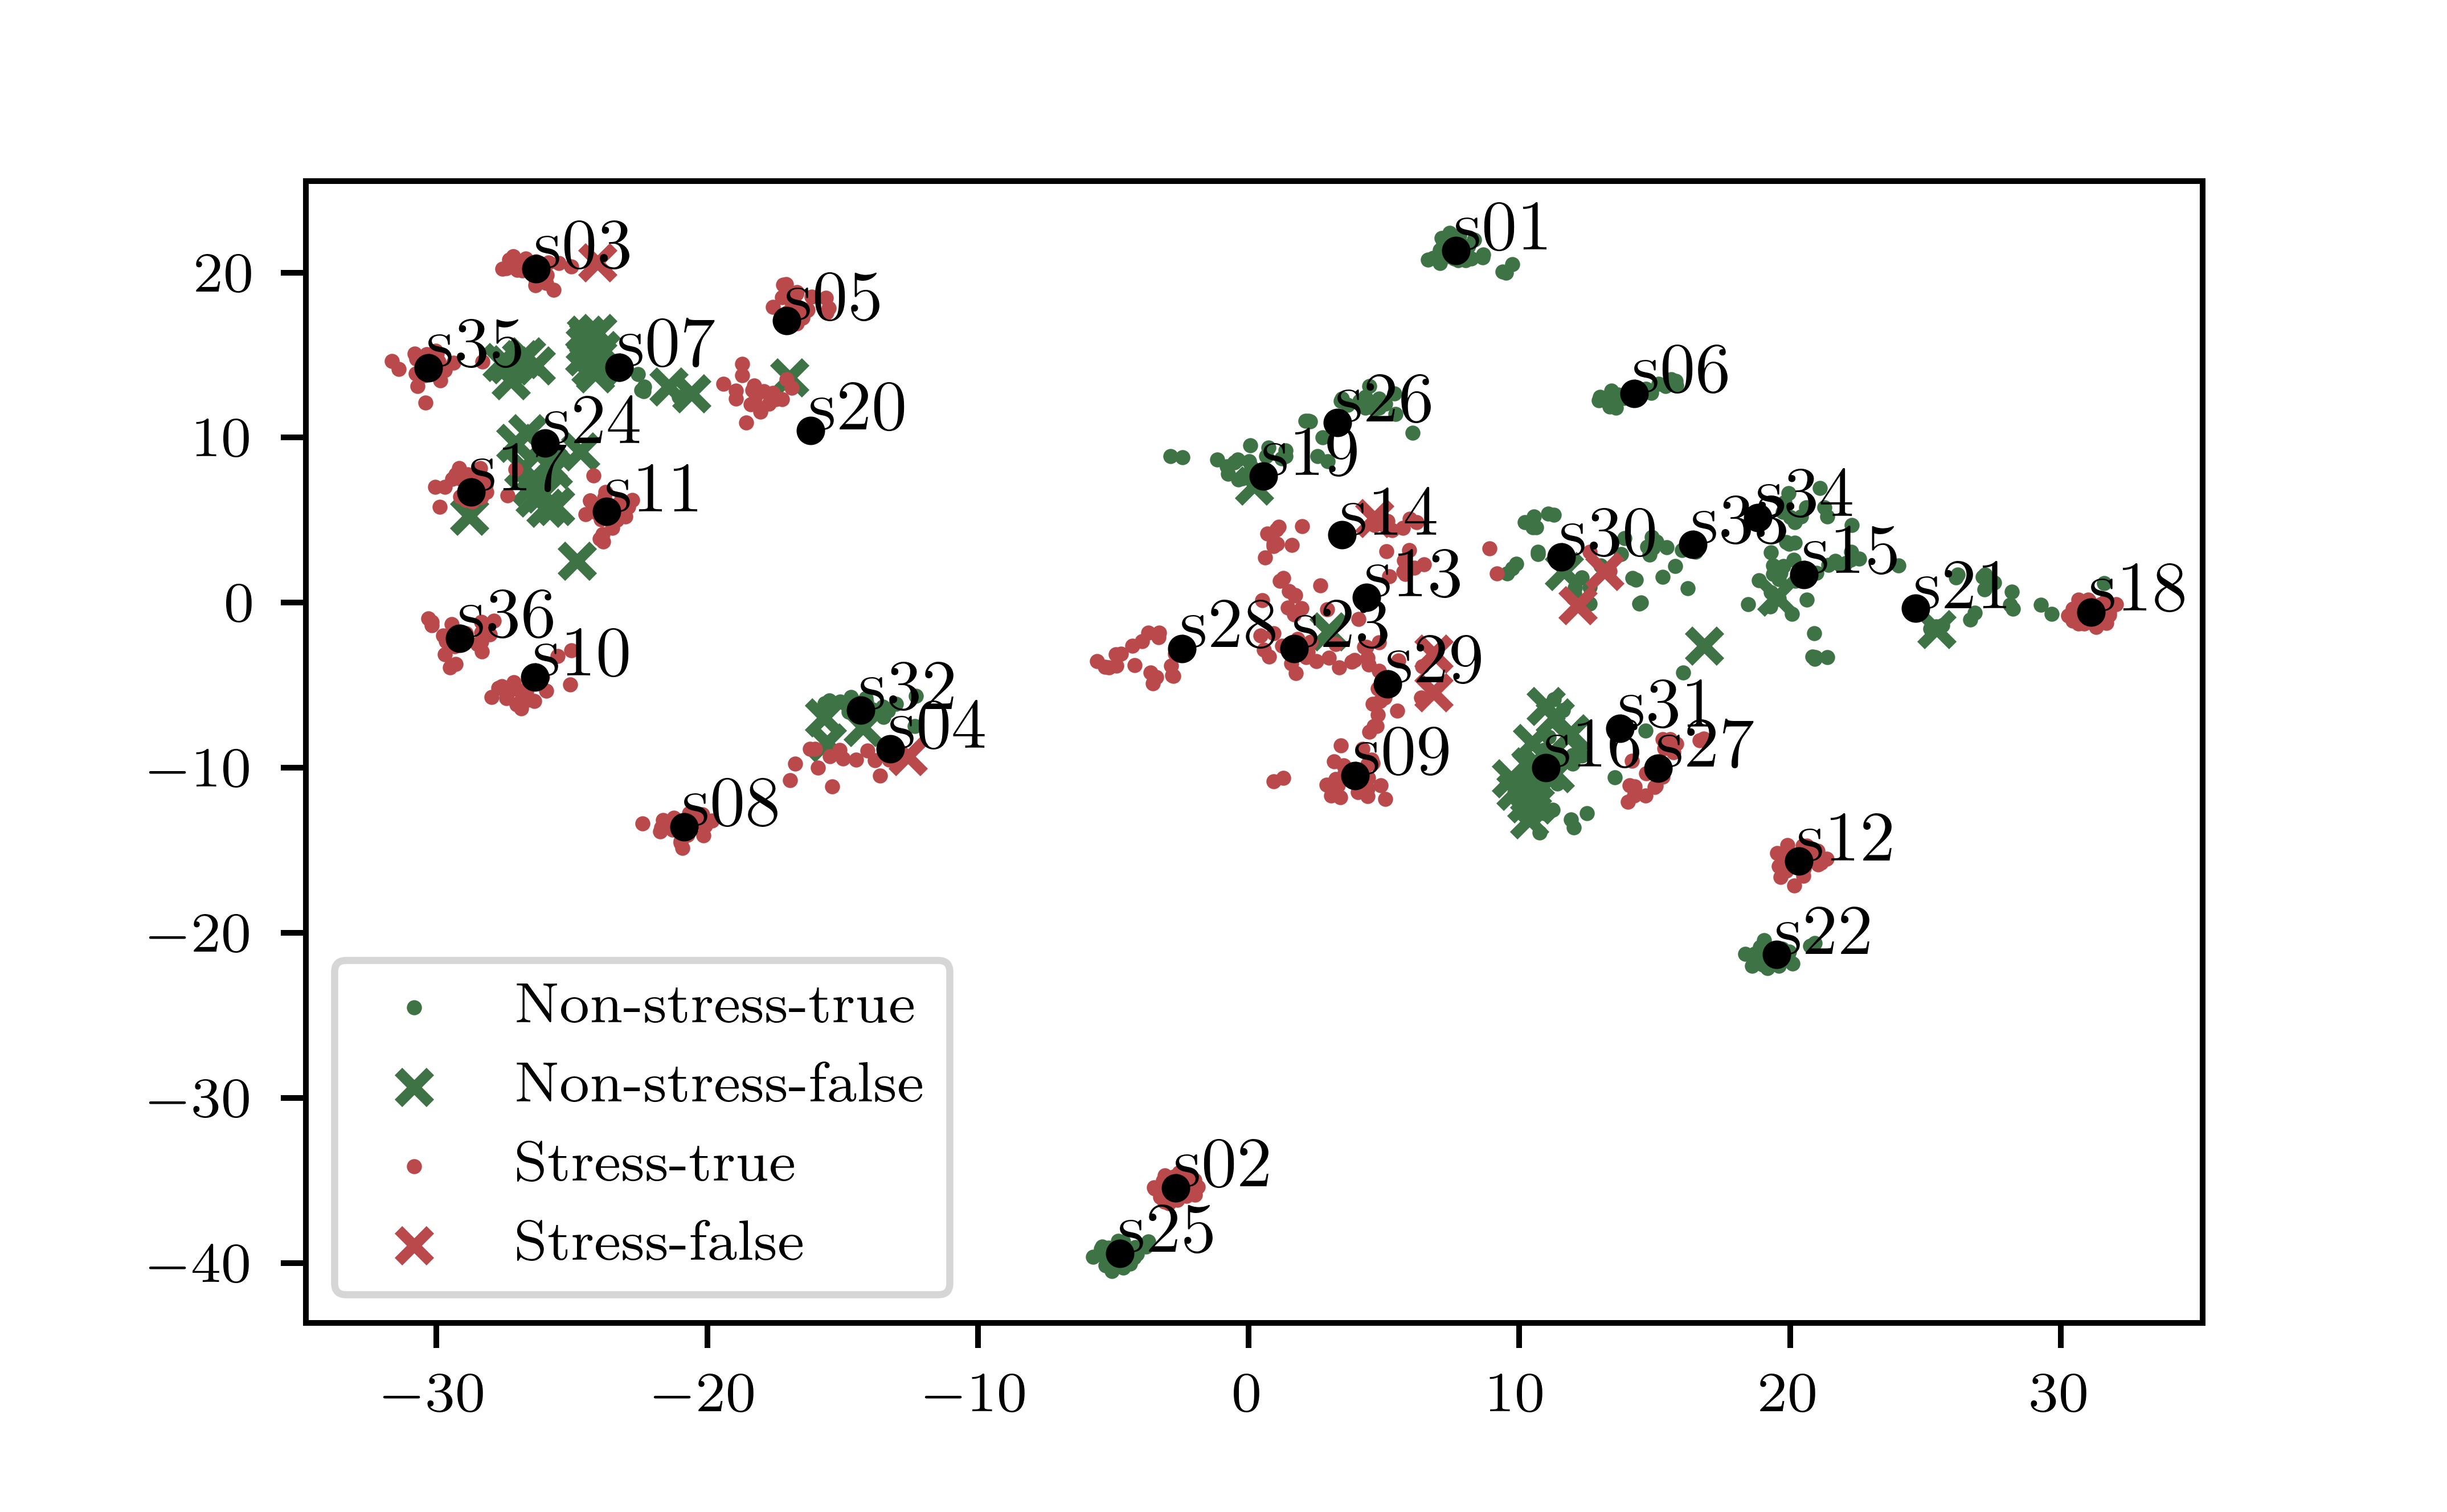 s01
s03
20
s05
s07
s35
s06
s26
s20
s24
10
s19
s17
s11
s34
s14
s33
s30
s15
s13
0
s21
s18
s36
s28
s23
s10
s29
s32
s31
s04
s09
s16
s27
−10
s08
s12
s22
−20
Non-stress-true
Non-stress-false
−30
Stress-true
s02
s25
Stress-false
−40
−30
−20
−10
0
10
20
30